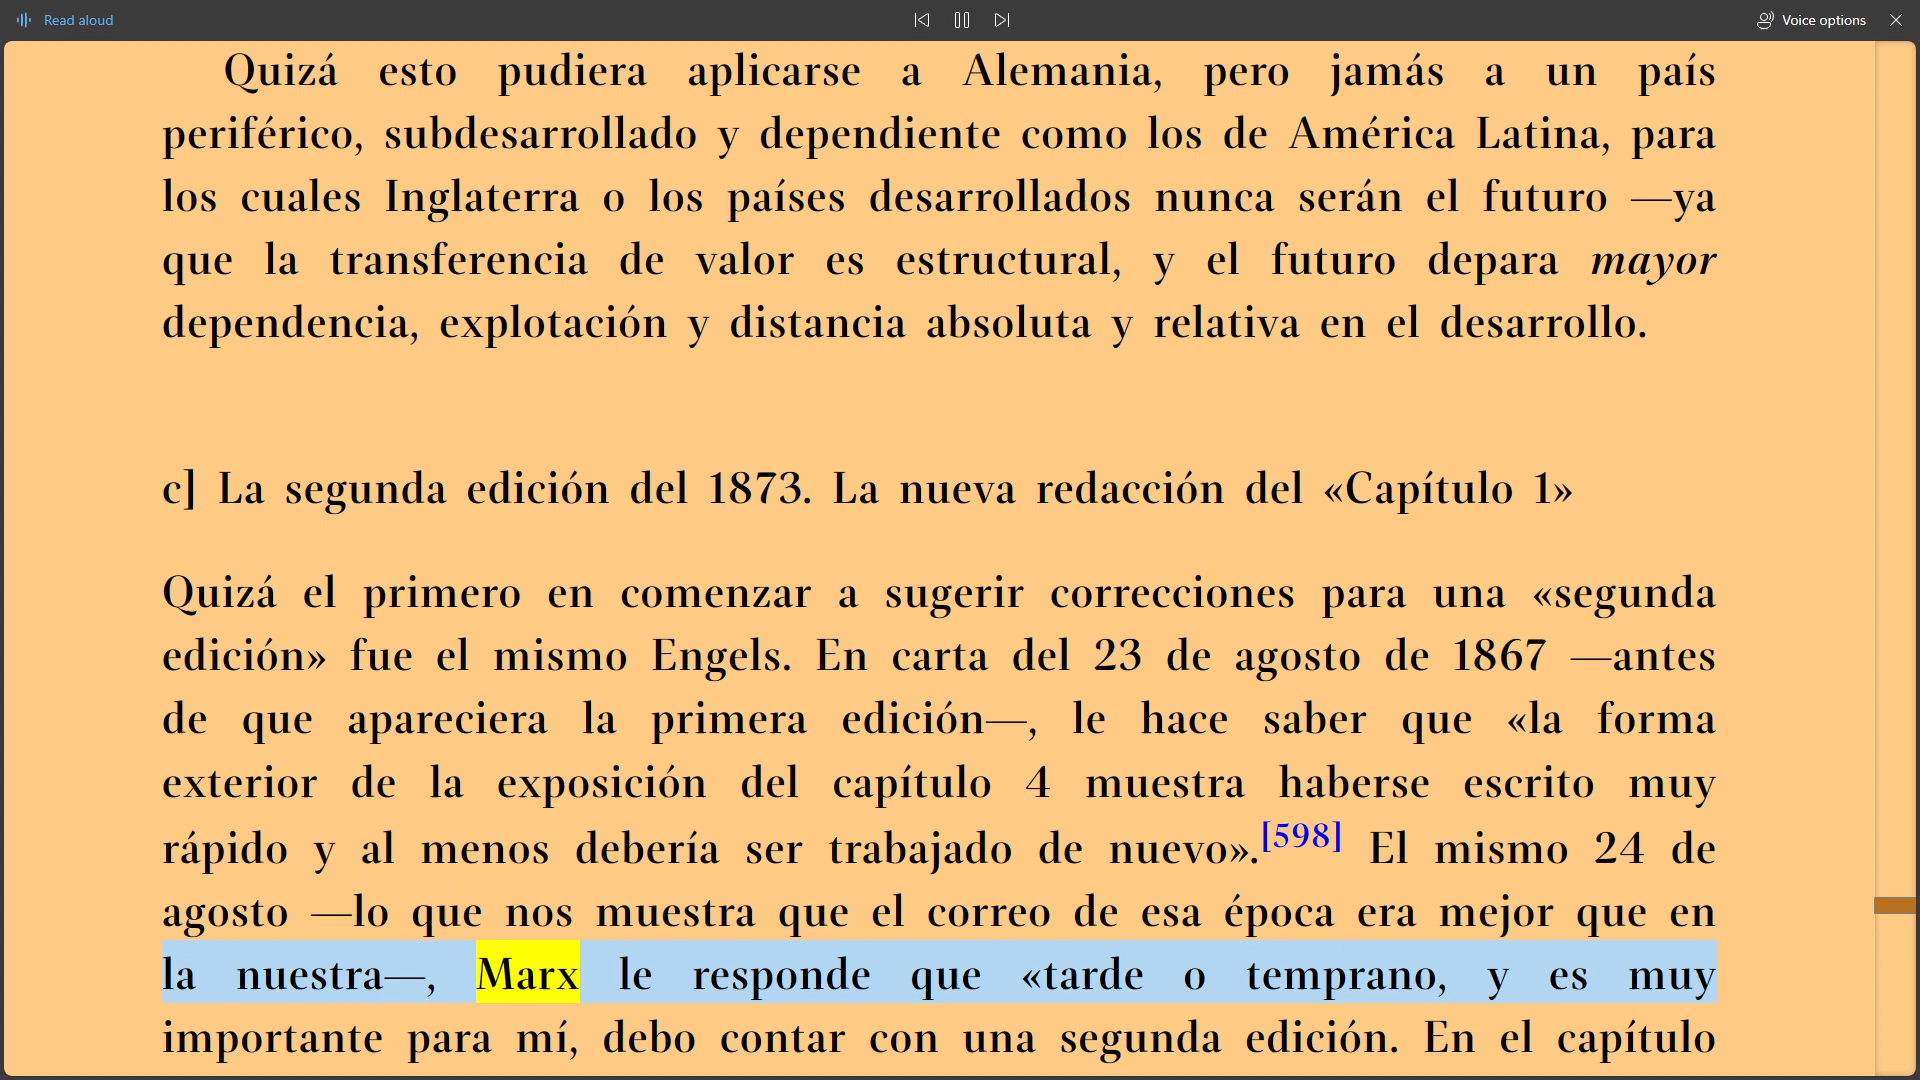 Read aloud
Voice options
Quizá esto pudiera aplicarse a Alemania, pero jamás a un país
periférico, subdesarrollado y dependiente como los de América Latina, para
los cuales Inglaterra o los países desarrollados nunca serán el futuro —ya
que la transferencia de valor es estructural, y el futuro depara mayor
dependencia, explotación y distancia absoluta y relativa en el desarrollo.
c] La segunda edición del 1873. La nueva redacción del «Capítulo 1»
Quizá el primero en comenzar a sugerir correcciones para una «segunda
edición» fue el mismo Engels. En carta del 23 de agosto de 1867 —antes
de que apareciera la primera edición—, le hace saber que «la forma
exterior de la exposición del capítulo 4 muestra haberse escrito muy
rápido y al menos debería ser trabajado de nuevo».[598] El mismo 24 de
agosto —lo que nos muestra que el correo de esa época era mejor que en
la nuestra—, Marx le responde que «tarde o temprano, y es muy
importante para mí, debo contar con una segunda edición. En el capítulo